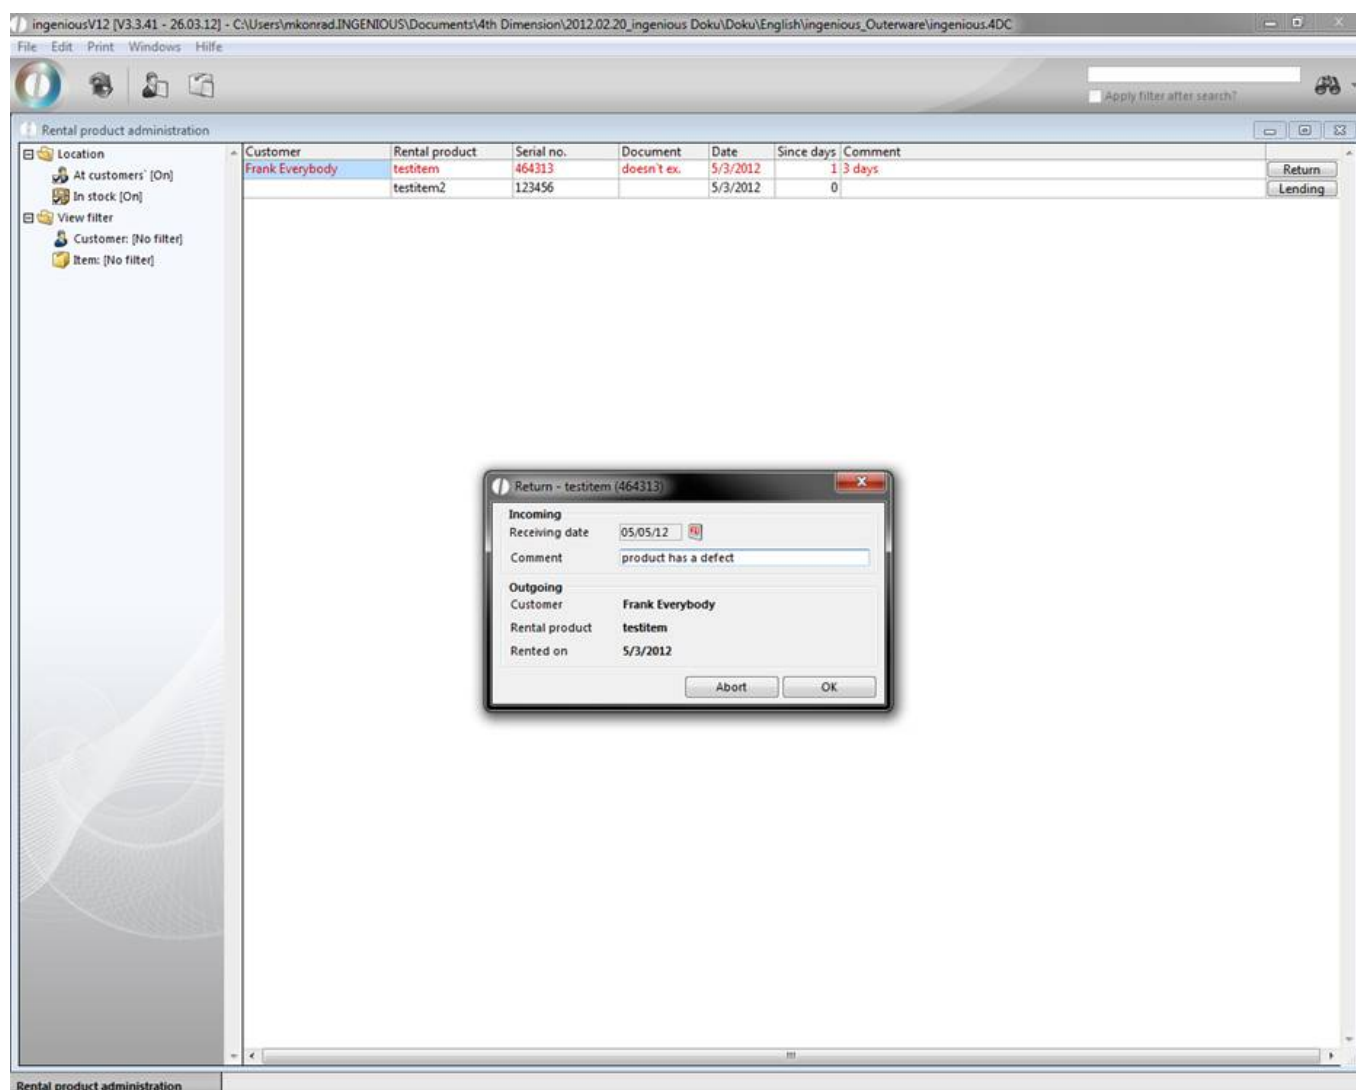 ingeniousV12 [V3.3.41 - 26.03.12] - C:\Users\mkonrad.INGENIOUS\Documents\4th Dimension\2012.02.20_ingenious Doku\Doku\English\ingenious_Outerware\ingenious.4DC
File Edit Print Windows Hilfe
Apply filter after search?
Rental product administration
Location
At customers` [On]
In stock [On]
View filter
Customer: [No filter]
Item: [No filter]
Customer Rental product Serial no. Document Date Since days Comment
Frank Everybody testitem 464313 doesn`t ex. 5/3/2012 1 3 days Return
testitem2 123456 5/3/2012 0 Lending
Return - testitem (464313)
Incoming
Receiving date 05/05/12
Comment product has a defect
Outgoing
Customer Frank Everybody
Rental product testitem
Rented on 5/3/2012
Abort OK
Rental product administration